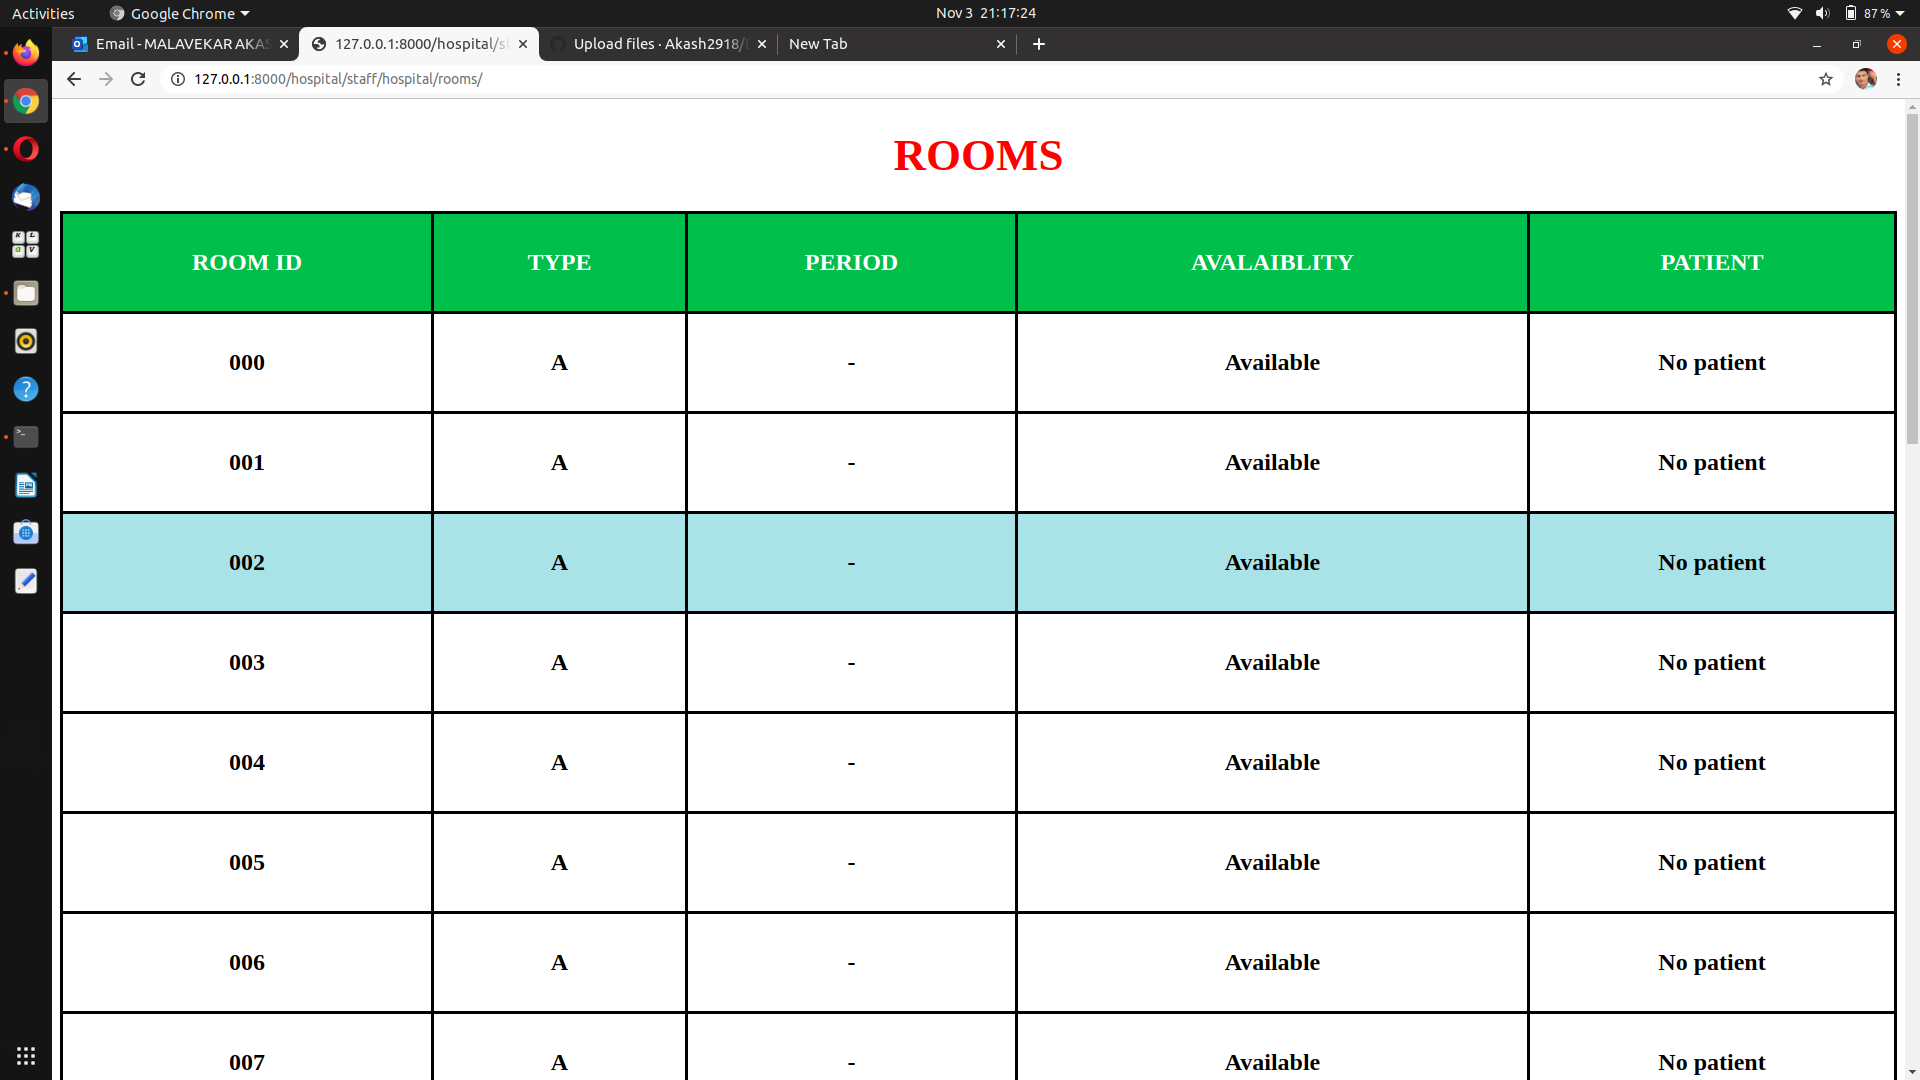 Activities Google Chrome Nov 3 21:17:24 87 %
Email - MALAVEKAR AKAS 127.0.0.1:8000/hospital/st Upload files · Akash2918/ New Tab
127.0.0.1:8000/hospital/staff/hospital/rooms/
ROOMS
ROOM ID TYPE PERIOD AVALAIBLITY PATIENT
000 A - Available No patient
001 A - Available No patient
002 A - Available No patient
003 A - Available No patient
004 A - Available No patient
005 A - Available No patient
006 A - Available No patient
007 A - Available No patient